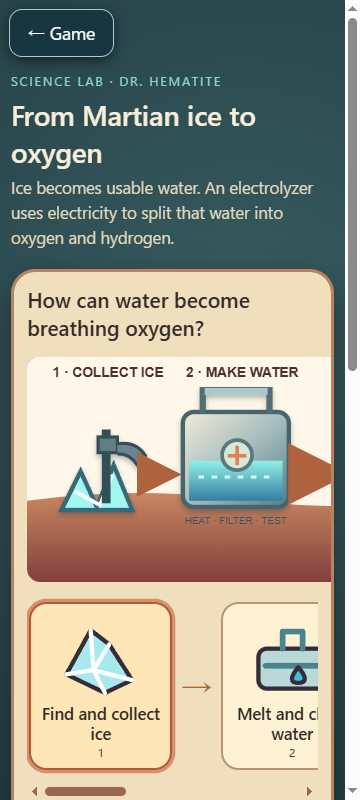 ← Game
SCIENCE LAB · DR. HEMATITE
From Martian ice to
oxygen
Ice becomes usable water. An electrolyzer
uses electricity to split that water into
oxygen and hydrogen.
How can water become
breathing oxygen?
1 · COLLECT ICE
2 · MAKE WATER
HEAT · FILTER · TEST
Find and collect
ice
1
→
Melt and cl
water
2